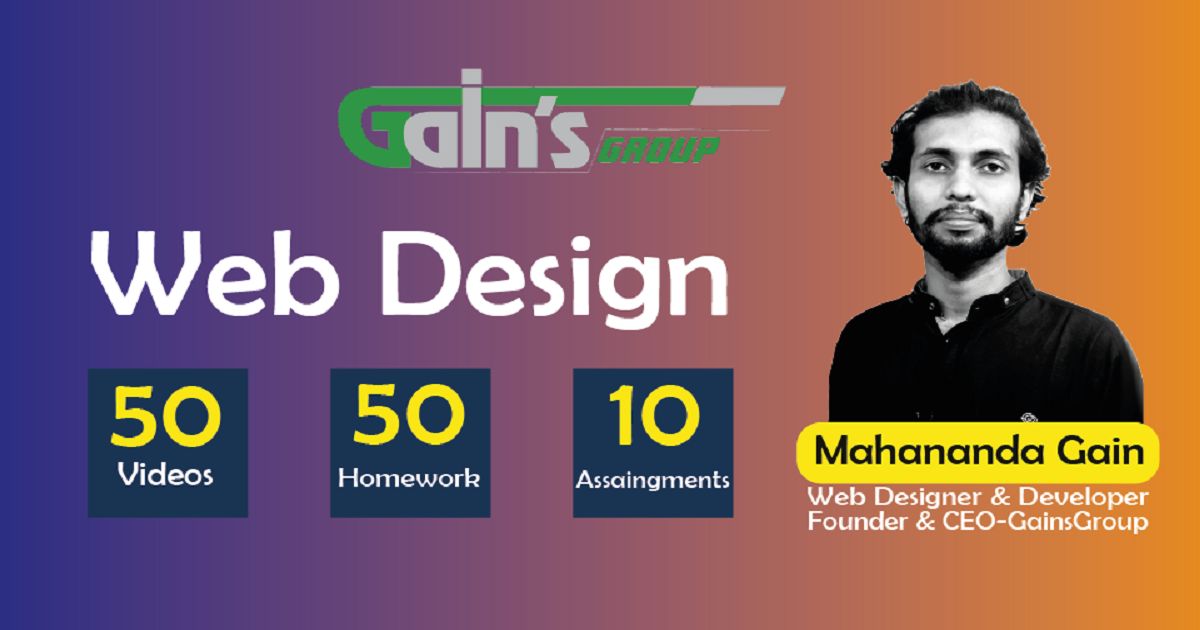 Gain's
GROUP
Web Design
50
Videos
50
Homework
10
Assaingments
Mahananda Gain
Web Designer & Developer
Founder & CEO-GainsGroup